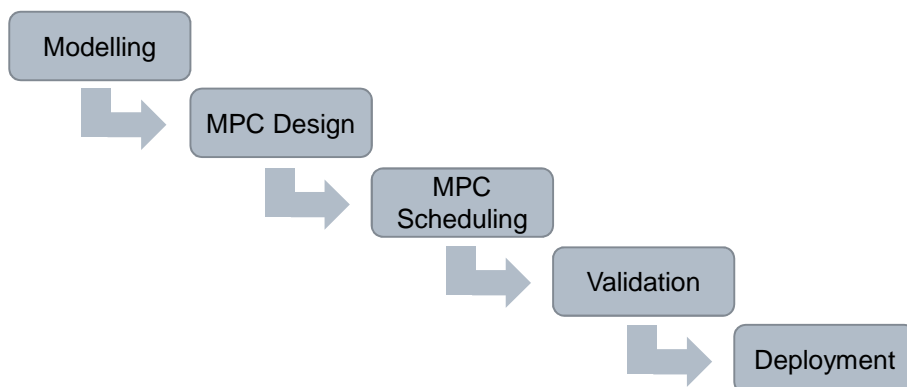 Modelling
MPC Design
MPC
Scheduling
Validation
Deployment